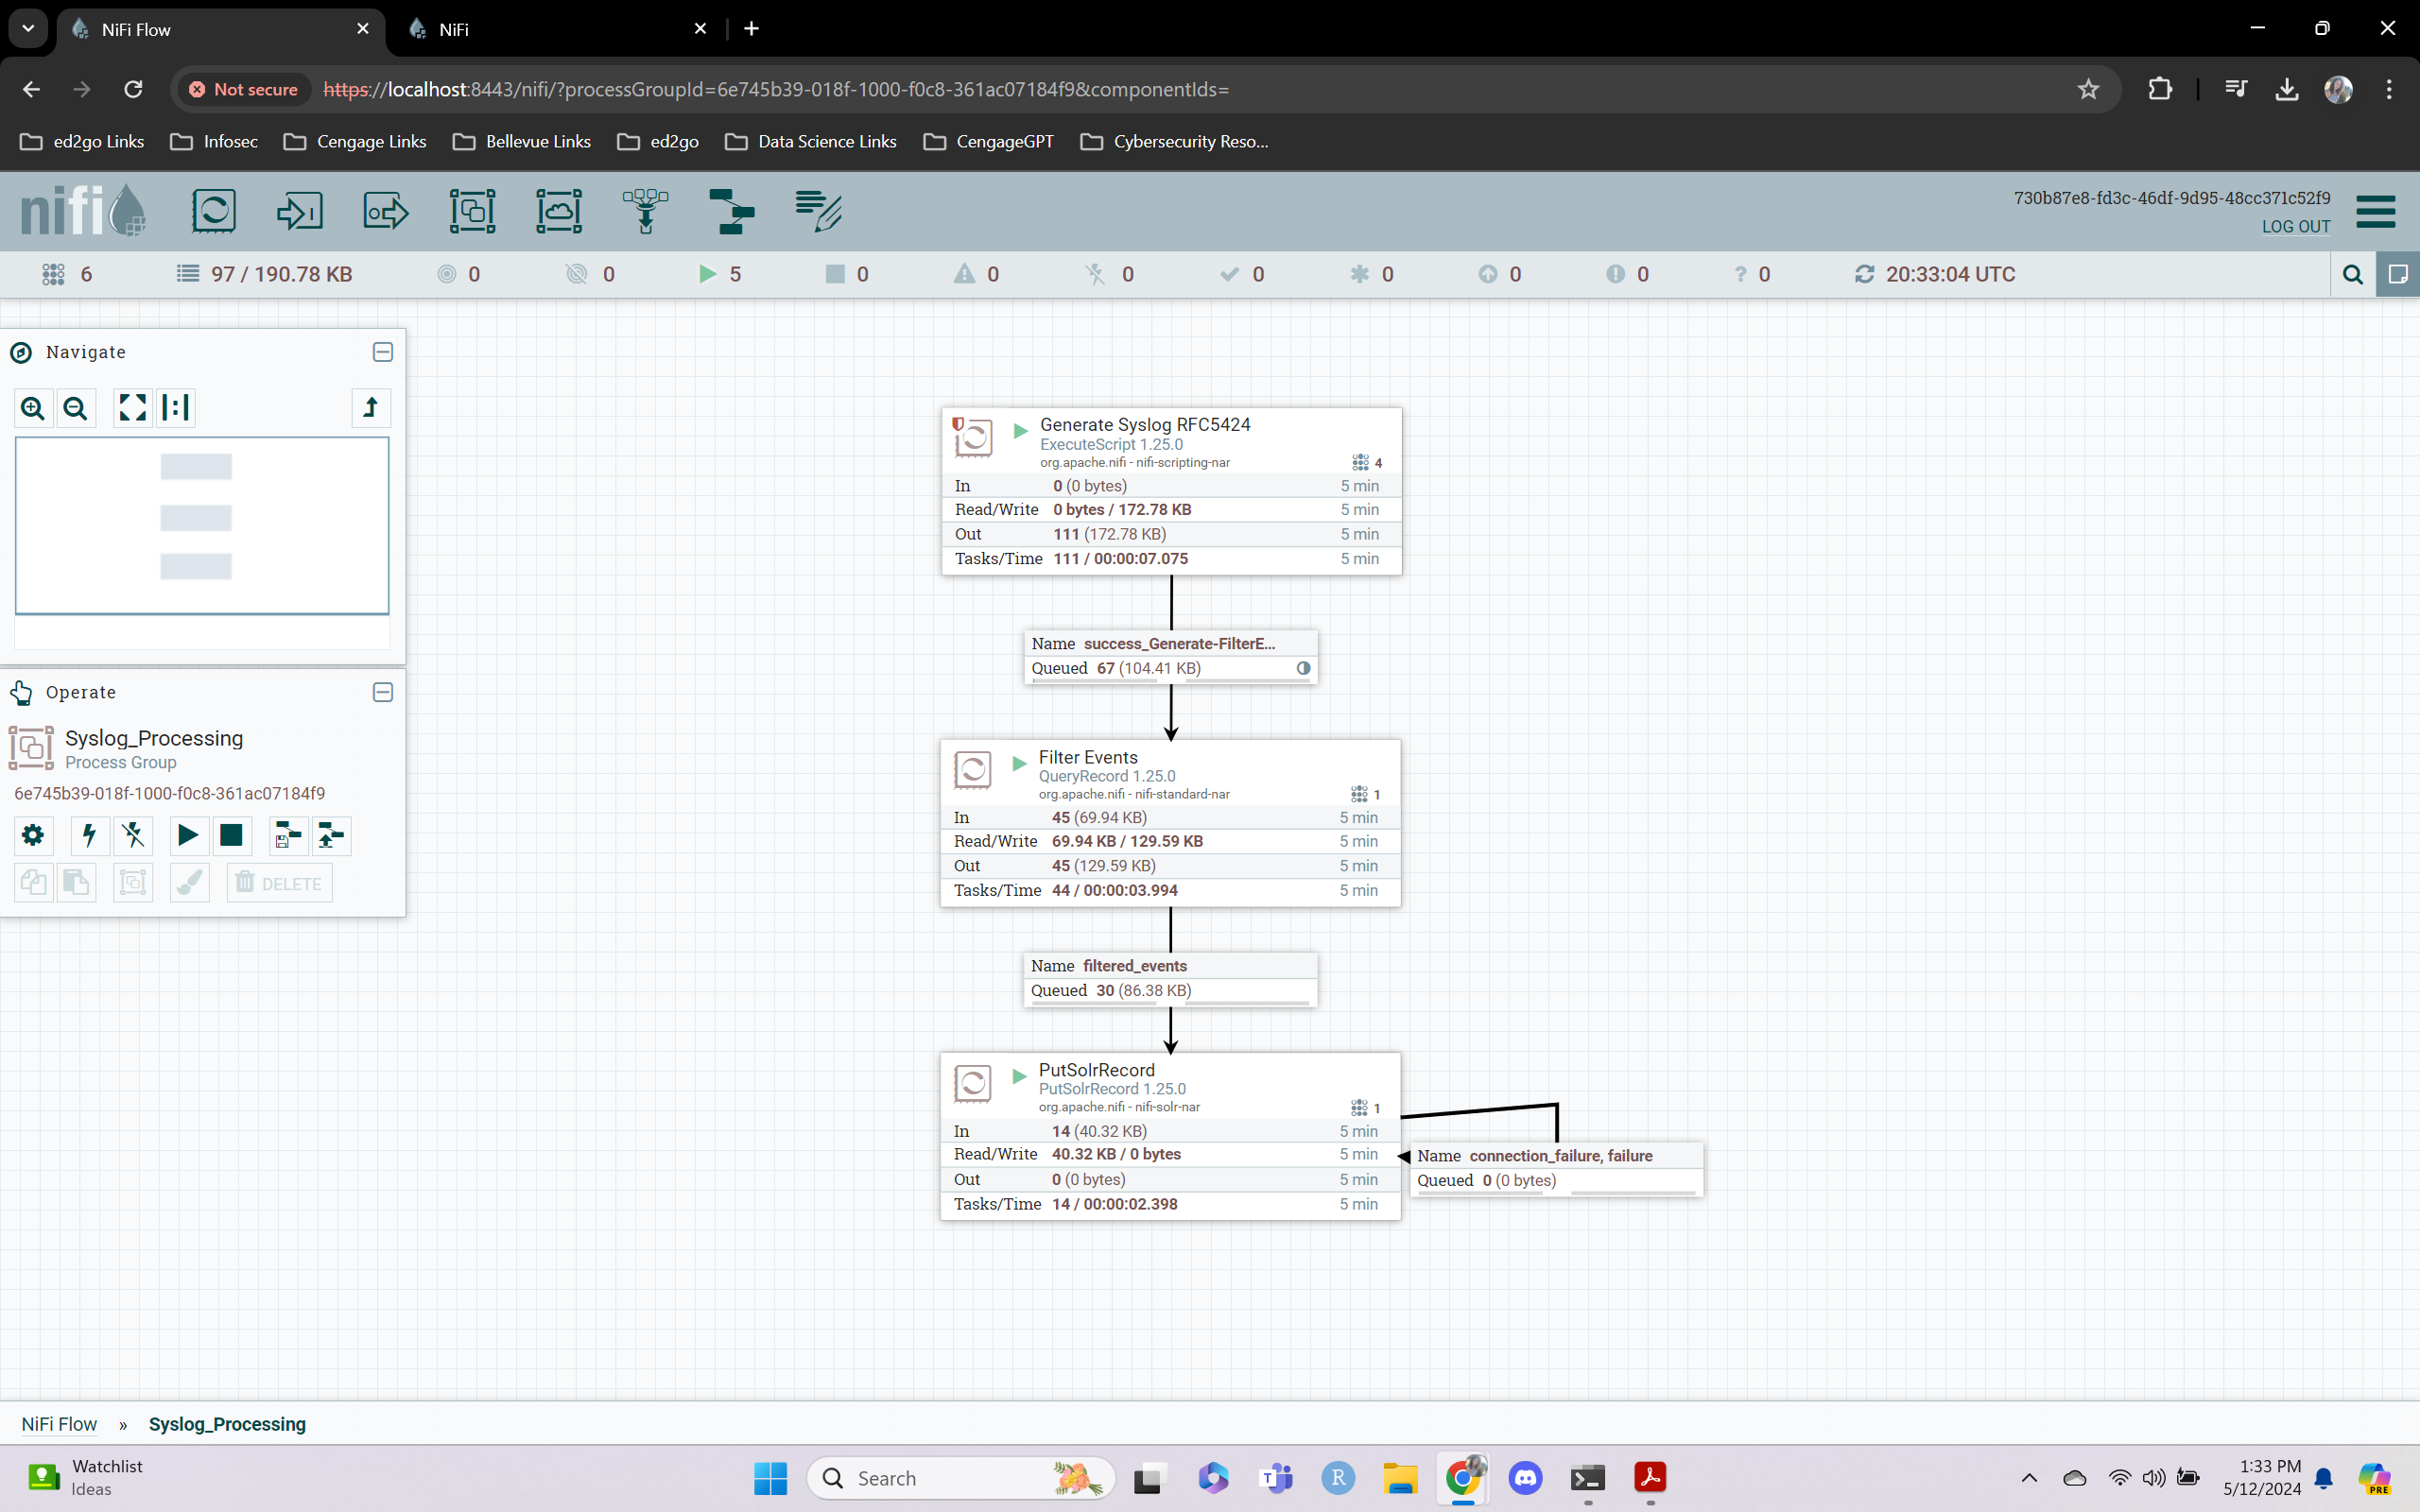 NiFi Flow
NiFi
Not secure https://localhost:8443/nifi/?processGroupId=6e745b39-018f-1000-f0c8-361ac07184f9&componentIds=
ed2go Links Infosec Cengage Links Bellevue Links ed2go Data Science Links CengageGPT Cybersecurity Reso...
nifi
730b87e8-fd3c-46df-9d95-48cc371c52f9
LOG OUT
6 97 / 190.78 KB 0 0 5 0 0 0 0 0 0 0 ? 0 20:33:04 UTC
Navigate
Operate
Syslog_Processing
Process Group
6e745b39-018f-1000-f0c8-361ac07184f9
DELETE
Generate Syslog RFC5424
ExecuteScript 1.25.0
org.apache.nifi - nifi-scripting-nar 4
In 0 (0 bytes) 5 min
Read/Write 0 bytes / 172.78 KB 5 min
Out 111 (172.78 KB) 5 min
Tasks/Time 111 / 00:00:07.075 5 min
Name success_Generate-FilterE...
Queued 67 (104.41 KB)
Filter Events
QueryRecord 1.25.0
org.apache.nifi - nifi-standard-nar 1
In 45 (69.94 KB) 5 min
Read/Write 69.94 KB / 129.59 KB 5 min
Out 45 (129.59 KB) 5 min
Tasks/Time 44 / 00:00:03.994 5 min
Name filtered_events
Queued 30 (86.38 KB)
PutSolrRecord
PutSolrRecord 1.25.0
org.apache.nifi - nifi-solr-nar 1
In 14 (40.32 KB) 5 min
Read/Write 40.32 KB / 0 bytes 5 min
Out 0 (0 bytes) 5 min
Tasks/Time 14 / 00:00:02.398 5 min
Name connection_failure, failure
Queued 0 (0 bytes)
NiFi Flow » Syslog_Processing
Watchlist
Ideas
Search
1:33 PM
5/12/2024
PRE